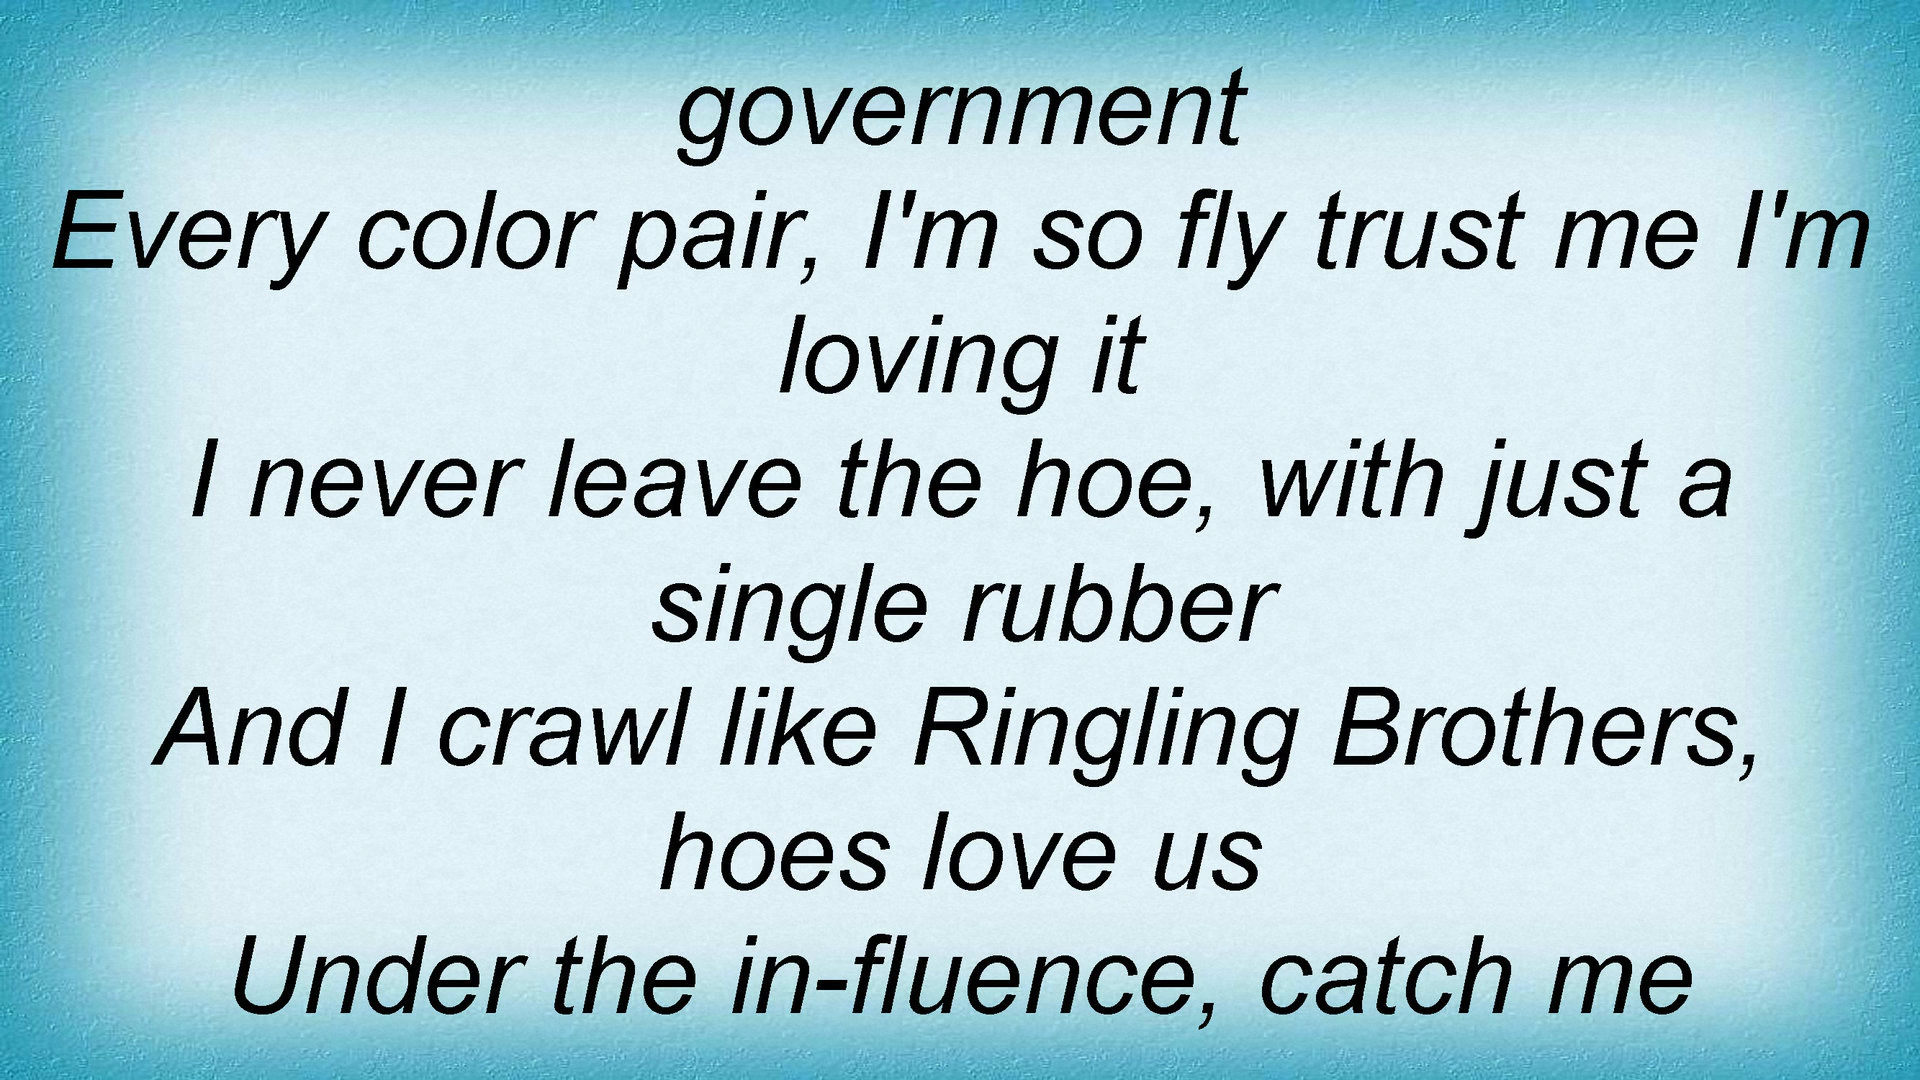 government
Every color pair, I'm so fly trust me I'm
loving it
I never leave the hoe, with just a
single rubber
And I crawl like Ringling Brothers,
hoes love us
Under the in-fluence, catch me